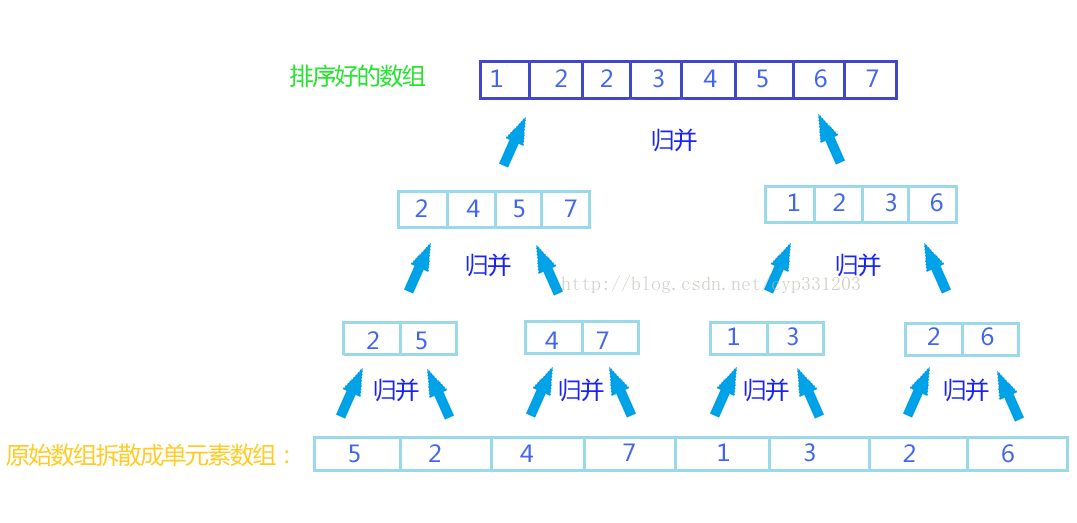 排序好的数组 1 2 2 3 4 5 6 7
归并
2 4 5 7 1 2 3 6
归并 归并
http://blog.csdn.net/cyp331203
2 5 4 7 1 3 2 6
归并 归并 归并 归并
原始数组拆散成单元素数组： 5 2 4 7 1 3 2 6